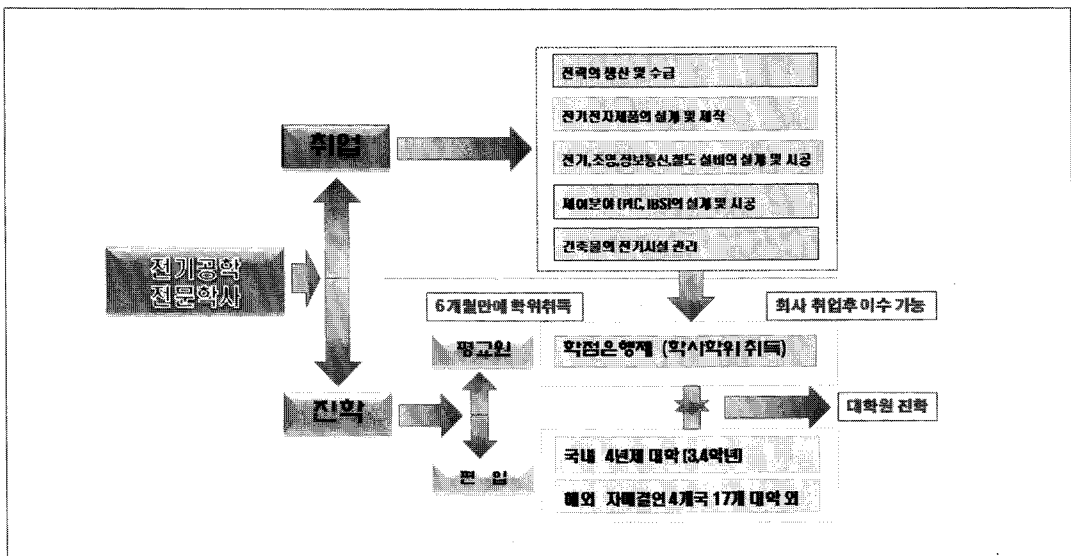 취업
전력의 생산 및 수급
전기전자제품의 설계 및 제작
전기,조명,정보통신,철도 설비의 설계 및 시공
제어분야 (PLC, IBS)의 설계 및 시공
건축물의 전기시설 관리
전기공학
전문학사
6개월만에 학위취득
회사 취업후 이수 가능
평교원
학점은행제 (학사학위 취득)
진학
대학원 진학
편 입
국내 4년제 대학 (3,4학년)
해외 자매결연 4개국 17개 대학 외